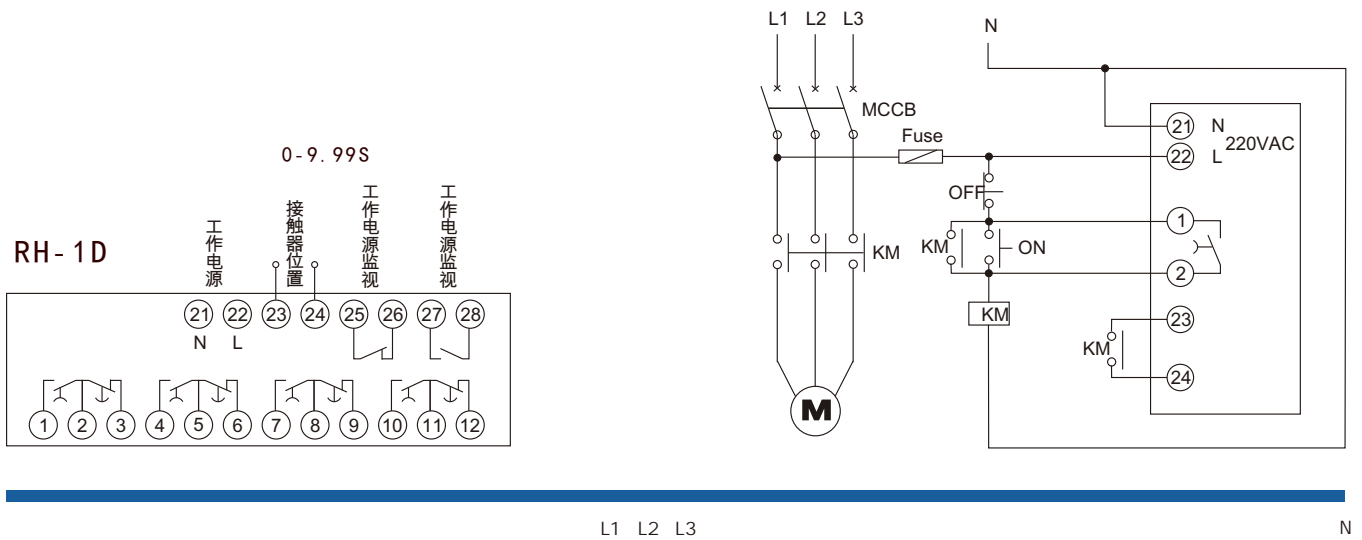 0-9.99S
RH-1D
工作电源
接触器位置
工作电源监视
工作电源监视
21 22 23 24 25 26 27 28
N L
1 2 3 4 5 6 7 8 9 10 11 12
L1 L2 L3
N
MCCB
Fuse
21 N
220VAC
22 L
OFF
1
KM
ON
KM
2
KM
23
KM
24
M
L1 L2 L3
N